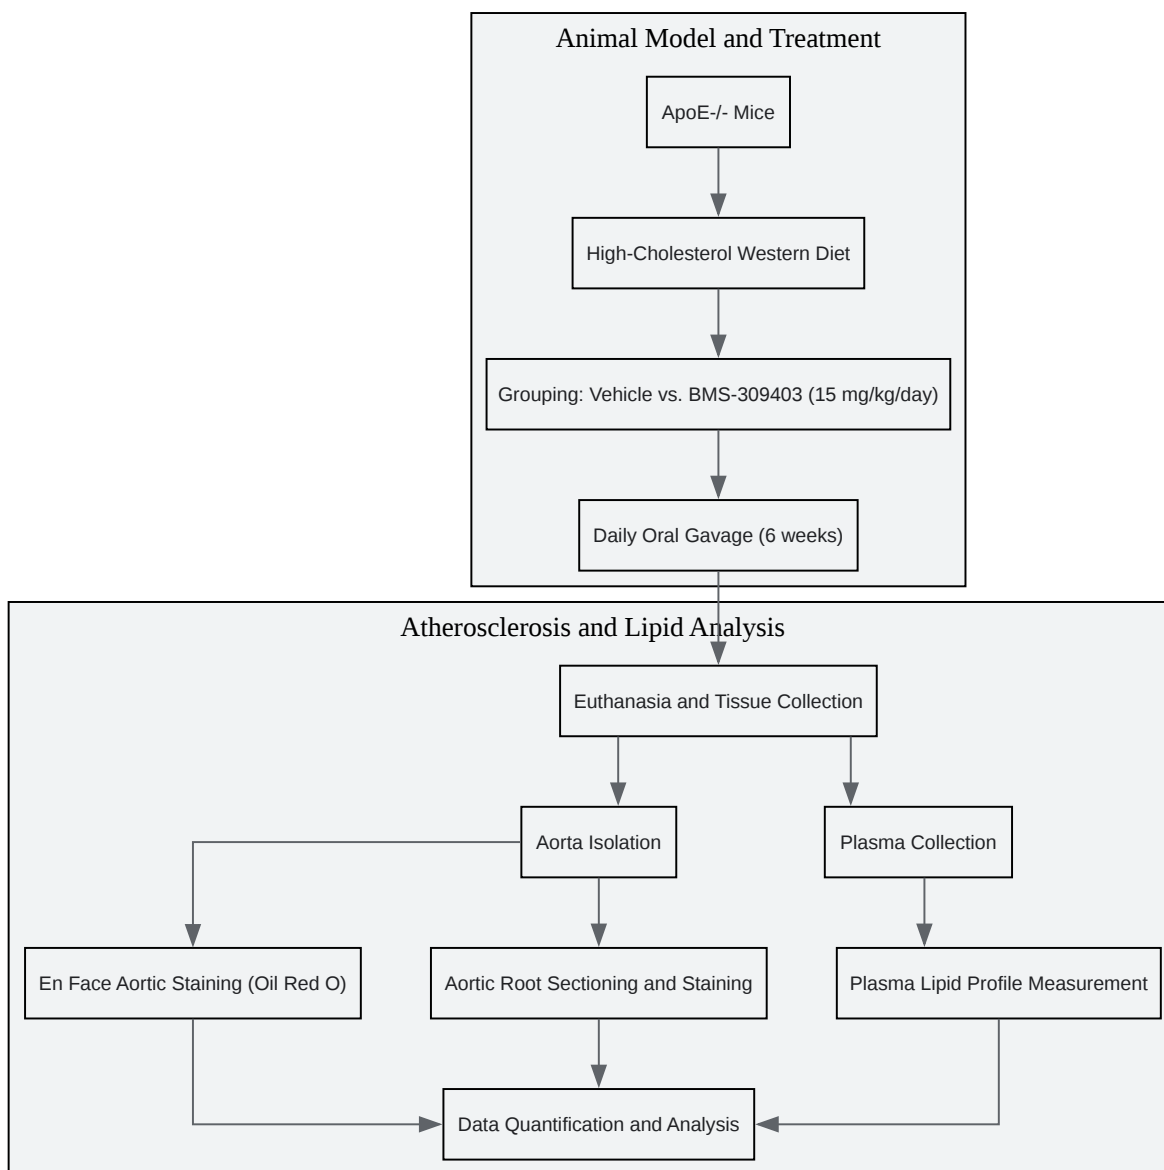 Animal Model and Treatment
ApoE-/- Mice
High-Cholesterol Western Diet
Grouping: Vehicle vs. BMS-309403 (15 mg/kg/day)
Daily Oral Gavage (6 weeks)
Atherosclerosis and Lipid Analysis
Euthanasia and Tissue Collection
Aorta Isolation
Plasma Collection
En Face Aortic Staining (Oil Red O)
Aortic Root Sectioning and Staining
Plasma Lipid Profile Measurement
Data Quantification and Analysis